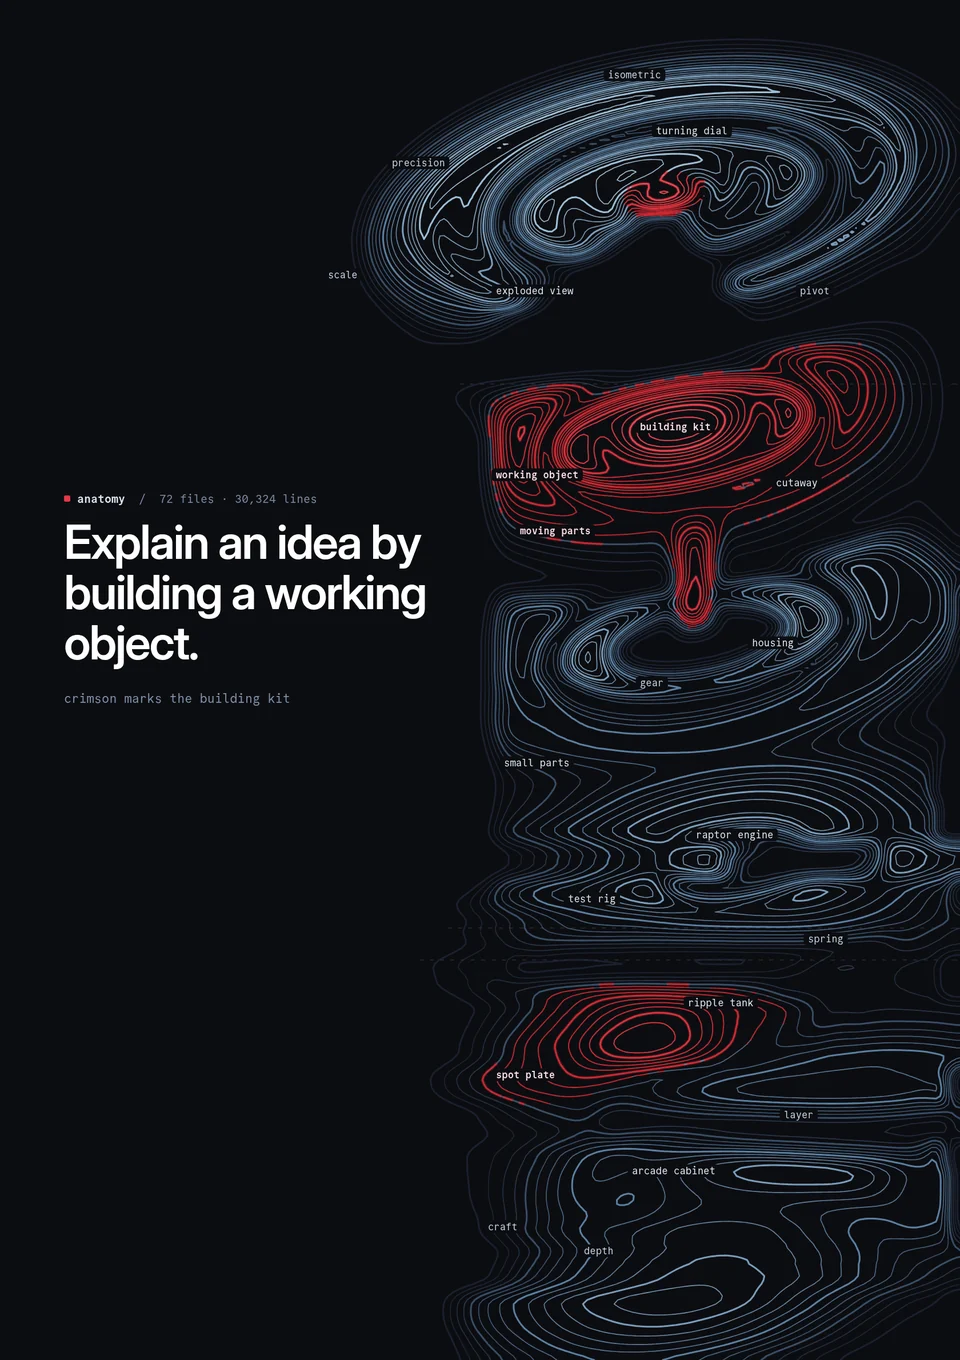 isometric
turning dial
precision
scale
exploded view
pivot
building kit
working object
cutaway
moving parts
anatomy / 72 files · 30,324 lines
Explain an idea by
building a working
object.
crimson marks the building kit
housing
gear
small parts
raptor engine
test rig
spring
ripple tank
spot plate
layer
arcade cabinet
craft
depth